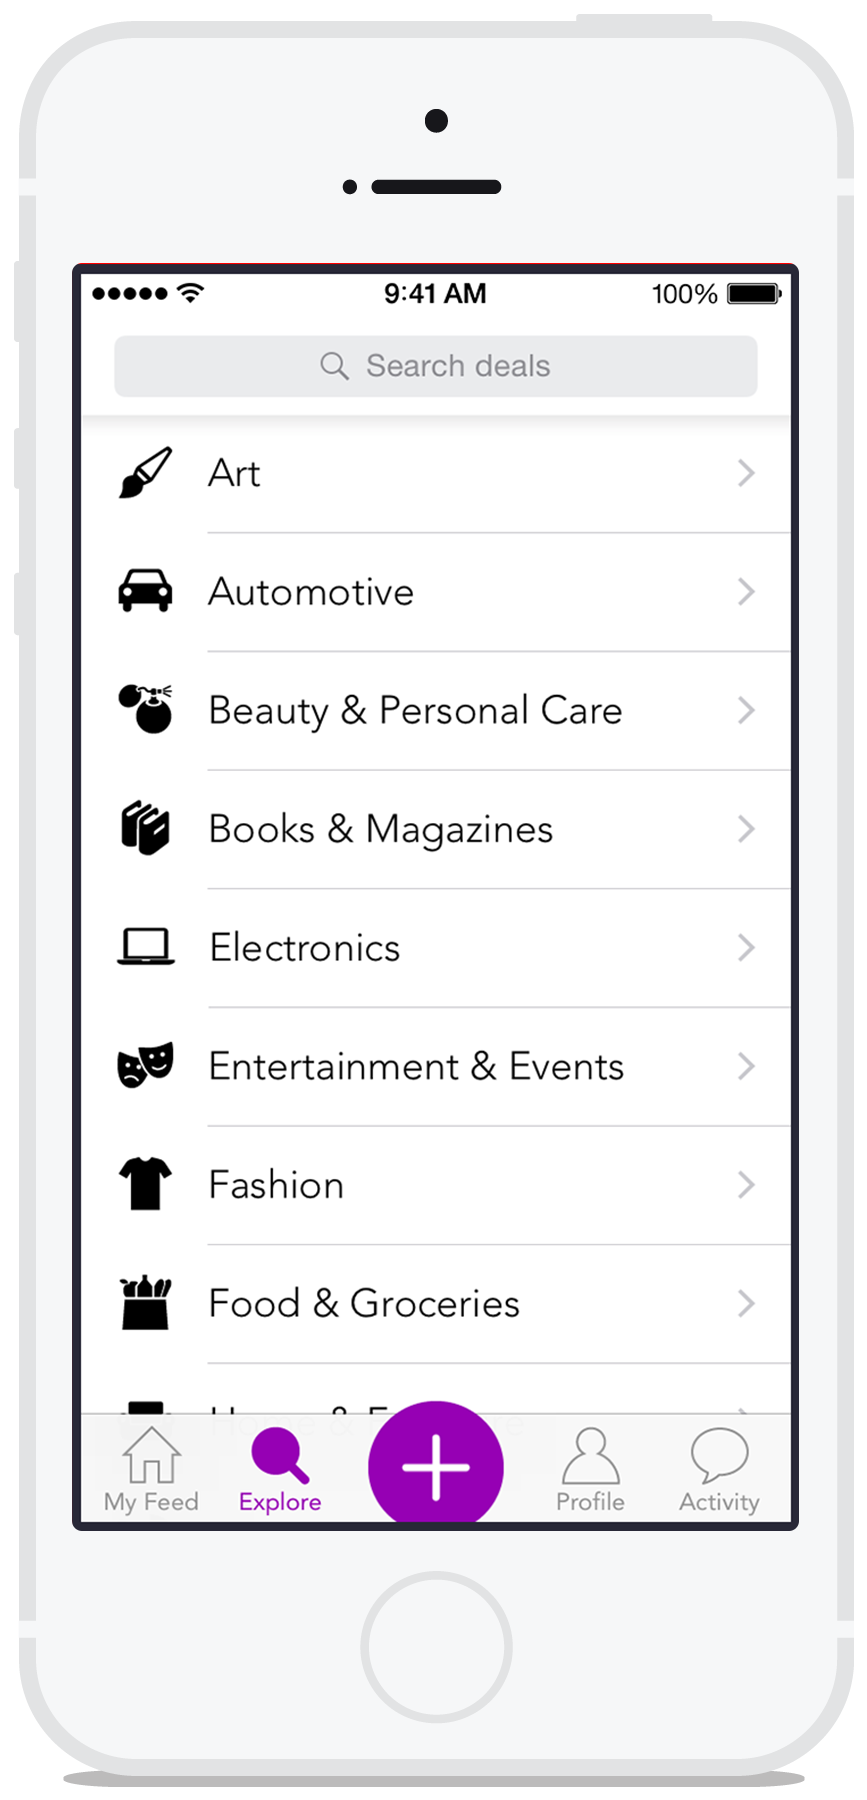 9:41 AM
100%
Search deals
Art
Automotive
Beauty & Personal Care
Books & Magazines
Electronics
Entertainment & Events
Fashion
Food & Groceries
My Feed
Explore
Profile
Activity